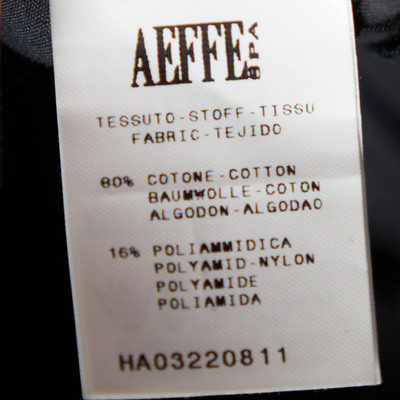 AEFFE SPA
TESSUTO-STOFF-TISSU
FABRIC-TEJIDO
80% COTONE-COTTON
BAUMWOLLE-COTON
ALGODON-ALGODAO
16% POLIAMMIDICA
POLYAMID-NYLON
POLYAMIDE
POLIAMIDA
HA03220811